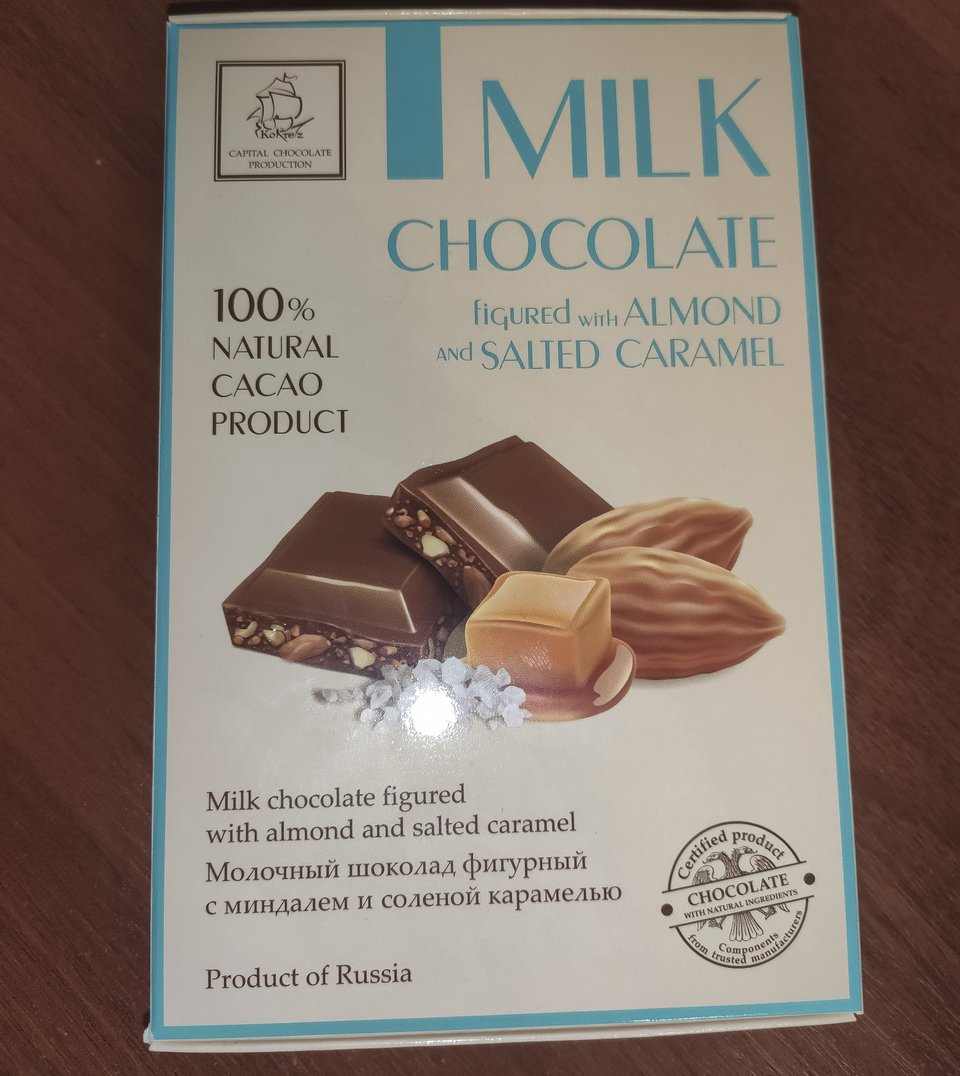 KoKre/z
CAPITAL CHOCOLATE
PRODUCTION
MILK
CHOCOLATE
figured with ALMOND
and SALTED CARAMEL
100%
NATURAL
CACAO
PRODUCT
Milk chocolate figured
with almond and salted caramel
Молочный шоколад фигурный
с миндалем и соленой карамелью
Product of Russia
Certified product
CHOCOLATE
WITH NATURAL INGREDIENTS
Components
from trusted manufacturers